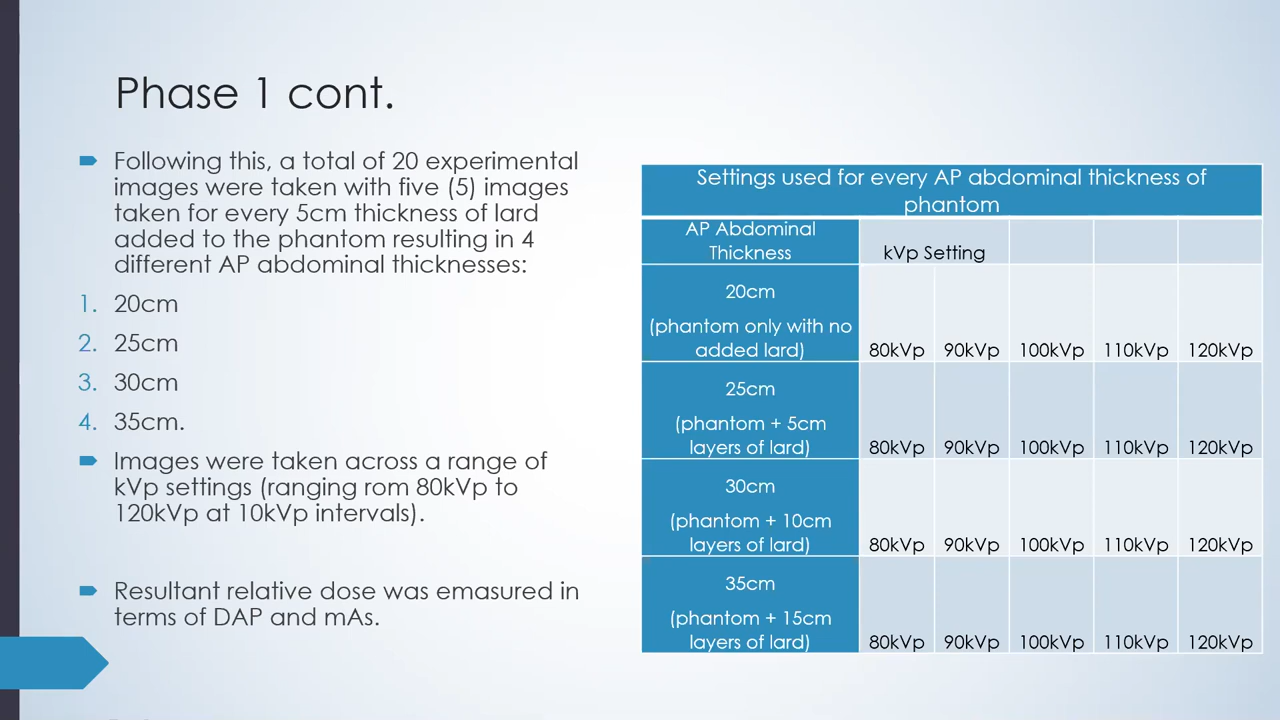 Phase 1 cont.
Following this, a total of 20 experimental
images were taken with five (5) images
taken for every 5cm thickness of lard
added to the phantom resulting in 4
different AP abdominal thicknesses:
1. 20cm
2. 25cm
3. 30cm
4. 35cm.
Images were taken across a range of
kVp settings (ranging rom 80kVp to
120kVp at 10kVp intervals).
Resultant relative dose was emasured in
terms of DAP and mAs.
Settings used for every AP abdominal thickness of
phantom
AP Abdominal
Thickness
kVp Setting
20cm
(phantom only with no
added lard)
80kVp 90kVp 100kVp 110kVp 120kVp
25cm
(phantom + 5cm
layers of lard)
80kVp 90kVp 100kVp 110kVp 120kVp
30cm
(phantom + 10cm
layers of lard)
80kVp 90kVp 100kVp 110kVp 120kVp
35cm
(phantom + 15cm
layers of lard)
80kVp 90kVp 100kVp 110kVp 120kVp